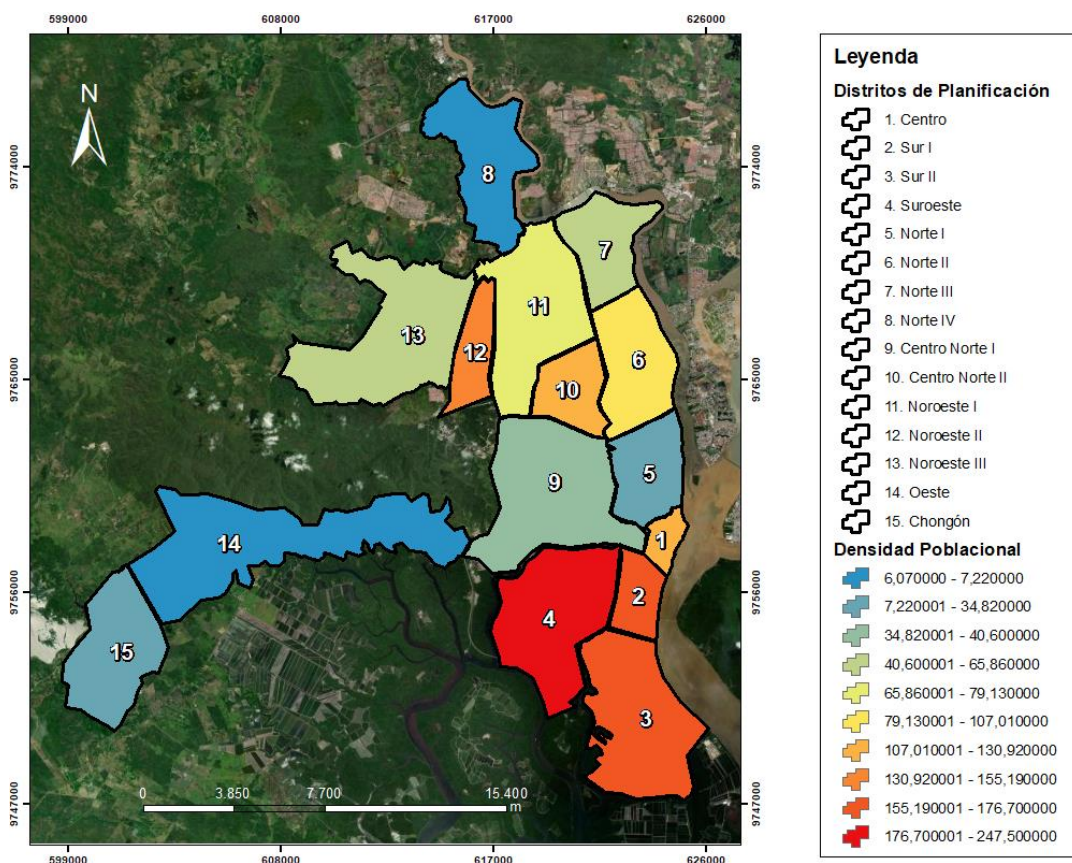 599000 608000 617000 626000
N
9774000 9774000
9765000 9765000
9756000 9756000
9747000 9747000
8
7
11
13
12
6
10
9
5
1
14
2
4
15
3
0 3.850 7.700 15.400
m
599000 608000 617000 626000
Leyenda
Distritos de Planificación
1. Centro
2. Sur I
3. Sur II
4. Suroeste
5. Norte I
6. Norte II
7. Norte III
8. Norte IV
9. Centro Norte I
10. Centro Norte II
11. Noroeste I
12. Noroeste II
13. Noroeste III
14. Oeste
15. Chongón
Densidad Poblacional
6,070000 - 7,220000
7,220001 - 34,820000
34,820001 - 40,600000
40,600001 - 65,860000
65,860001 - 79,130000
79,130001 - 107,010000
107,010001 - 130,920000
130,920001 - 155,190000
155,190001 - 176,700000
176,700001 - 247,500000